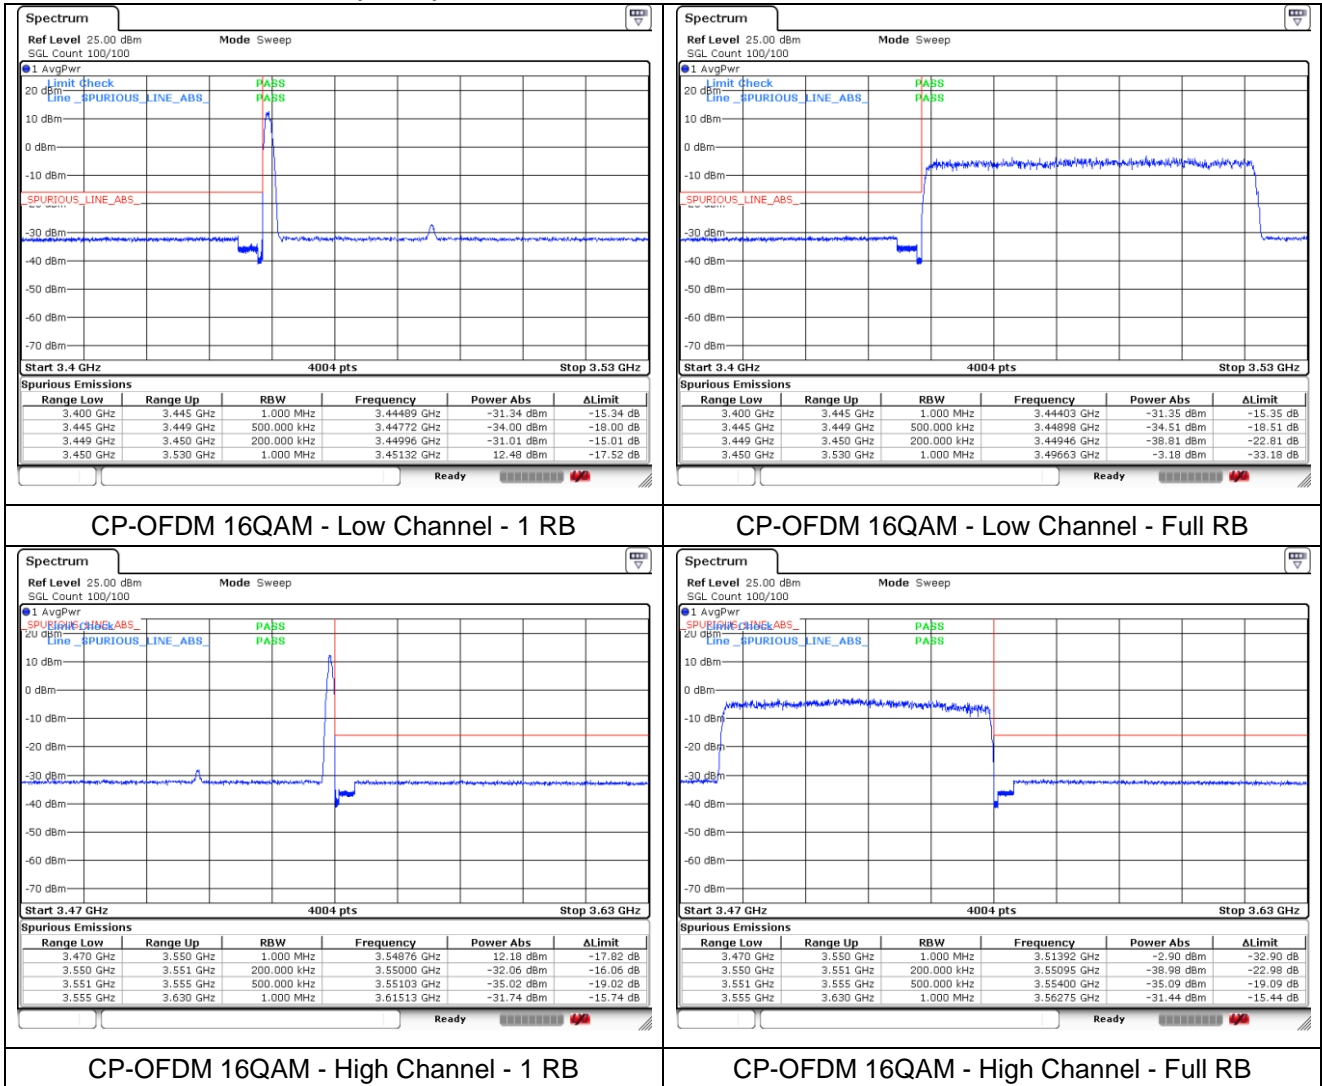 Spectrum
Ref Level 25.00 dBm Mode Sweep
SGL Count 100/100
1 AvgPwr
Limit Check PASS
20 dBm
Line _SPURIOUS_LINE_ABS_ PASS
10 dBm
0 dBm
-10 dBm
_SPURIOUS_LINE_ABS_
-30 dBm
-40 dBm
-50 dBm
-60 dBm
-70 dBm
Start 3.4 GHz 4004 pts Stop 3.53 GHz
Spurious Emissions
Range Low Range Up RBW Frequency Power Abs ΔLimit
3.400 GHz 3.445 GHz 1.000 MHz 3.44489 GHz -31.34 dBm -15.34 dB
3.445 GHz 3.449 GHz 500.000 kHz 3.44772 GHz -34.00 dBm -18.00 dB
3.449 GHz 3.450 GHz 200.000 kHz 3.44996 GHz -31.01 dBm -15.01 dB
3.450 GHz 3.530 GHz 1.000 MHz 3.45132 GHz 12.48 dBm -17.52 dB
Ready
CP-OFDM 16QAM - Low Channel - 1 RB
Spectrum
Ref Level 25.00 dBm Mode Sweep
SGL Count 100/100
1 AvgPwr
Limit Check PASS
20 dBm
Line _SPURIOUS_LINE_ABS_ PASS
10 dBm
0 dBm
-10 dBm
_SPURIOUS_LINE_ABS_
-30 dBm
-40 dBm
-50 dBm
-60 dBm
-70 dBm
Start 3.4 GHz 4004 pts Stop 3.53 GHz
Spurious Emissions
Range Low Range Up RBW Frequency Power Abs ΔLimit
3.400 GHz 3.445 GHz 1.000 MHz 3.44403 GHz -31.35 dBm -15.35 dB
3.445 GHz 3.449 GHz 500.000 kHz 3.44898 GHz -34.51 dBm -18.51 dB
3.449 GHz 3.450 GHz 200.000 kHz 3.44946 GHz -38.81 dBm -22.81 dB
3.450 GHz 3.530 GHz 1.000 MHz 3.49663 GHz -3.18 dBm -33.18 dB
Ready
CP-OFDM 16QAM - Low Channel - Full RB
Spectrum
Ref Level 25.00 dBm Mode Sweep
SGL Count 100/100
1 AvgPwr
_SPURIOUS_LINE_ABS_
Limit Check PASS
20 dBm
Line _SPURIOUS_LINE_ABS_ PASS
10 dBm
0 dBm
-10 dBm
-20 dBm
-30 dBm
-40 dBm
-50 dBm
-60 dBm
-70 dBm
Start 3.47 GHz 4004 pts Stop 3.63 GHz
Spurious Emissions
Range Low Range Up RBW Frequency Power Abs ΔLimit
3.470 GHz 3.550 GHz 1.000 MHz 3.54876 GHz 12.18 dBm -17.82 dB
3.550 GHz 3.551 GHz 200.000 kHz 3.55000 GHz -32.06 dBm -16.06 dB
3.551 GHz 3.555 GHz 500.000 kHz 3.55103 GHz -35.02 dBm -19.02 dB
3.555 GHz 3.630 GHz 1.000 MHz 3.61513 GHz -31.74 dBm -15.74 dB
Ready
CP-OFDM 16QAM - High Channel - 1 RB
Spectrum
Ref Level 25.00 dBm Mode Sweep
SGL Count 100/100
1 AvgPwr
_SPURIOUS_LINE_ABS_
Limit Check PASS
20 dBm
Line _SPURIOUS_LINE_ABS_ PASS
10 dBm
0 dBm
-10 dBm
-20 dBm
-30 dBm
-40 dBm
-50 dBm
-60 dBm
-70 dBm
Start 3.47 GHz 4004 pts Stop 3.63 GHz
Spurious Emissions
Range Low Range Up RBW Frequency Power Abs ΔLimit
3.470 GHz 3.550 GHz 1.000 MHz 3.51392 GHz -2.90 dBm -32.90 dB
3.550 GHz 3.551 GHz 200.000 kHz 3.55095 GHz -38.98 dBm -22.98 dB
3.551 GHz 3.555 GHz 500.000 kHz 3.55400 GHz -35.09 dBm -19.09 dB
3.555 GHz 3.630 GHz 1.000 MHz 3.56275 GHz -31.44 dBm -15.44 dB
Ready
CP-OFDM 16QAM - High Channel - Full RB